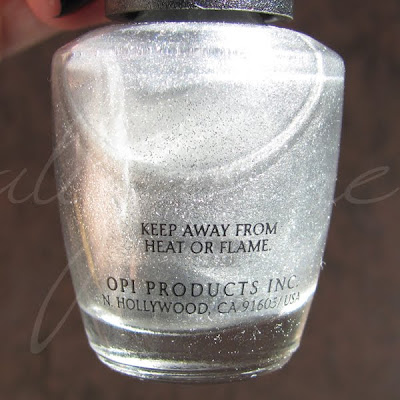 KEEP AWAY FROM
HEAT OR FLAME.
OPI PRODUCTS INC.
N. HOLLYWOOD, CA 91605/USA